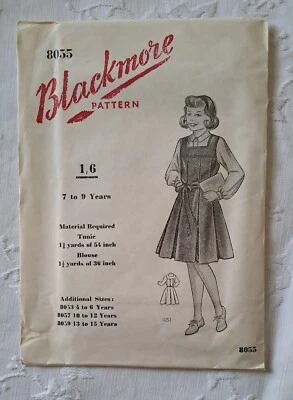 8055
Blackmore
PATTERN
1/6
7 to 9 Years
Material Required
Tunic
1¾ yards of 54 inch
Blouse
1¾ yards of 36 inch
Additional Sizes:
8053 4 to 6 Years
8057 10 to 12 Years
8059 13 to 15 Years
8055